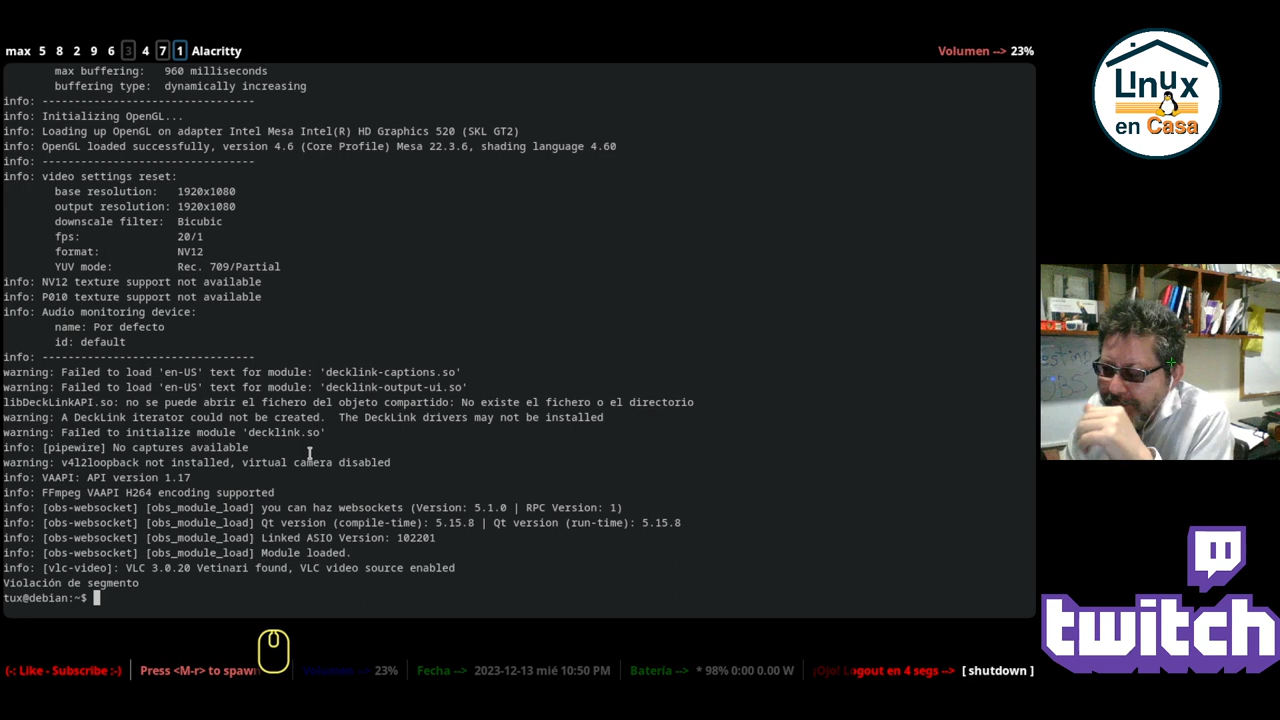 max 5 8 2 9 6 3 4 7 1 Alacritty
Volumen --> 23%
max buffering: 960 milliseconds
buffering type: dynamically increasing
info: ---------------------------------
info: Initializing OpenGL...
info: Loading up OpenGL on adapter Intel Mesa Intel(R) HD Graphics 520 (SKL GT2)
info: OpenGL loaded successfully, version 4.6 (Core Profile) Mesa 22.3.6, shading language 4.60
info: ---------------------------------
info: video settings reset:
base resolution: 1920x1080
output resolution: 1920x1080
downscale filter: Bicubic
fps: 20/1
format: NV12
YUV mode: Rec. 709/Partial
info: NV12 texture support not available
info: P010 texture support not available
info: Audio monitoring device:
name: Por defecto
id: default
info: ---------------------------------
warning: Failed to load 'en-US' text for module: 'decklink-captions.so'
warning: Failed to load 'en-US' text for module: 'decklink-output-ui.so'
libDeckLinkAPI.so: no se puede abrir el fichero del objeto compartido: No existe el fichero o el directorio
warning: A DeckLink iterator could not be created.  The DeckLink drivers may not be installed
warning: Failed to initialize module 'decklink.so'
info: [pipewire] No captures available
warning: v4l2loopback not installed, virtual camera disabled
info: VAAPI: API version 1.17
info: FFmpeg VAAPI H264 encoding supported
info: [obs-websocket] [obs_module_load] you can haz websockets (Version: 5.1.0 | RPC Version: 1)
info: [obs-websocket] [obs_module_load] Qt version (compile-time): 5.15.8 | Qt version (run-time): 5.15.8
info: [obs-websocket] [obs_module_load] Linked ASIO Version: 102201
info: [obs-websocket] [obs_module_load] Module loaded.
info: [vlc-video]: VLC 3.0.20 Vetinari found, VLC video source enabled
Violación de segmento
tux@debian:~$
(-: Like - Subscribe :-) Press <M-r> to spawn Volumen --> 23% Fecha --> 2023-12-13 mié 10:50 PM Batería --> * 98% 0:00 0.00 W ¡Ojo! Logout en 4 segs --> [ shutdown ]
Linux
en Casa
OBS
twitch